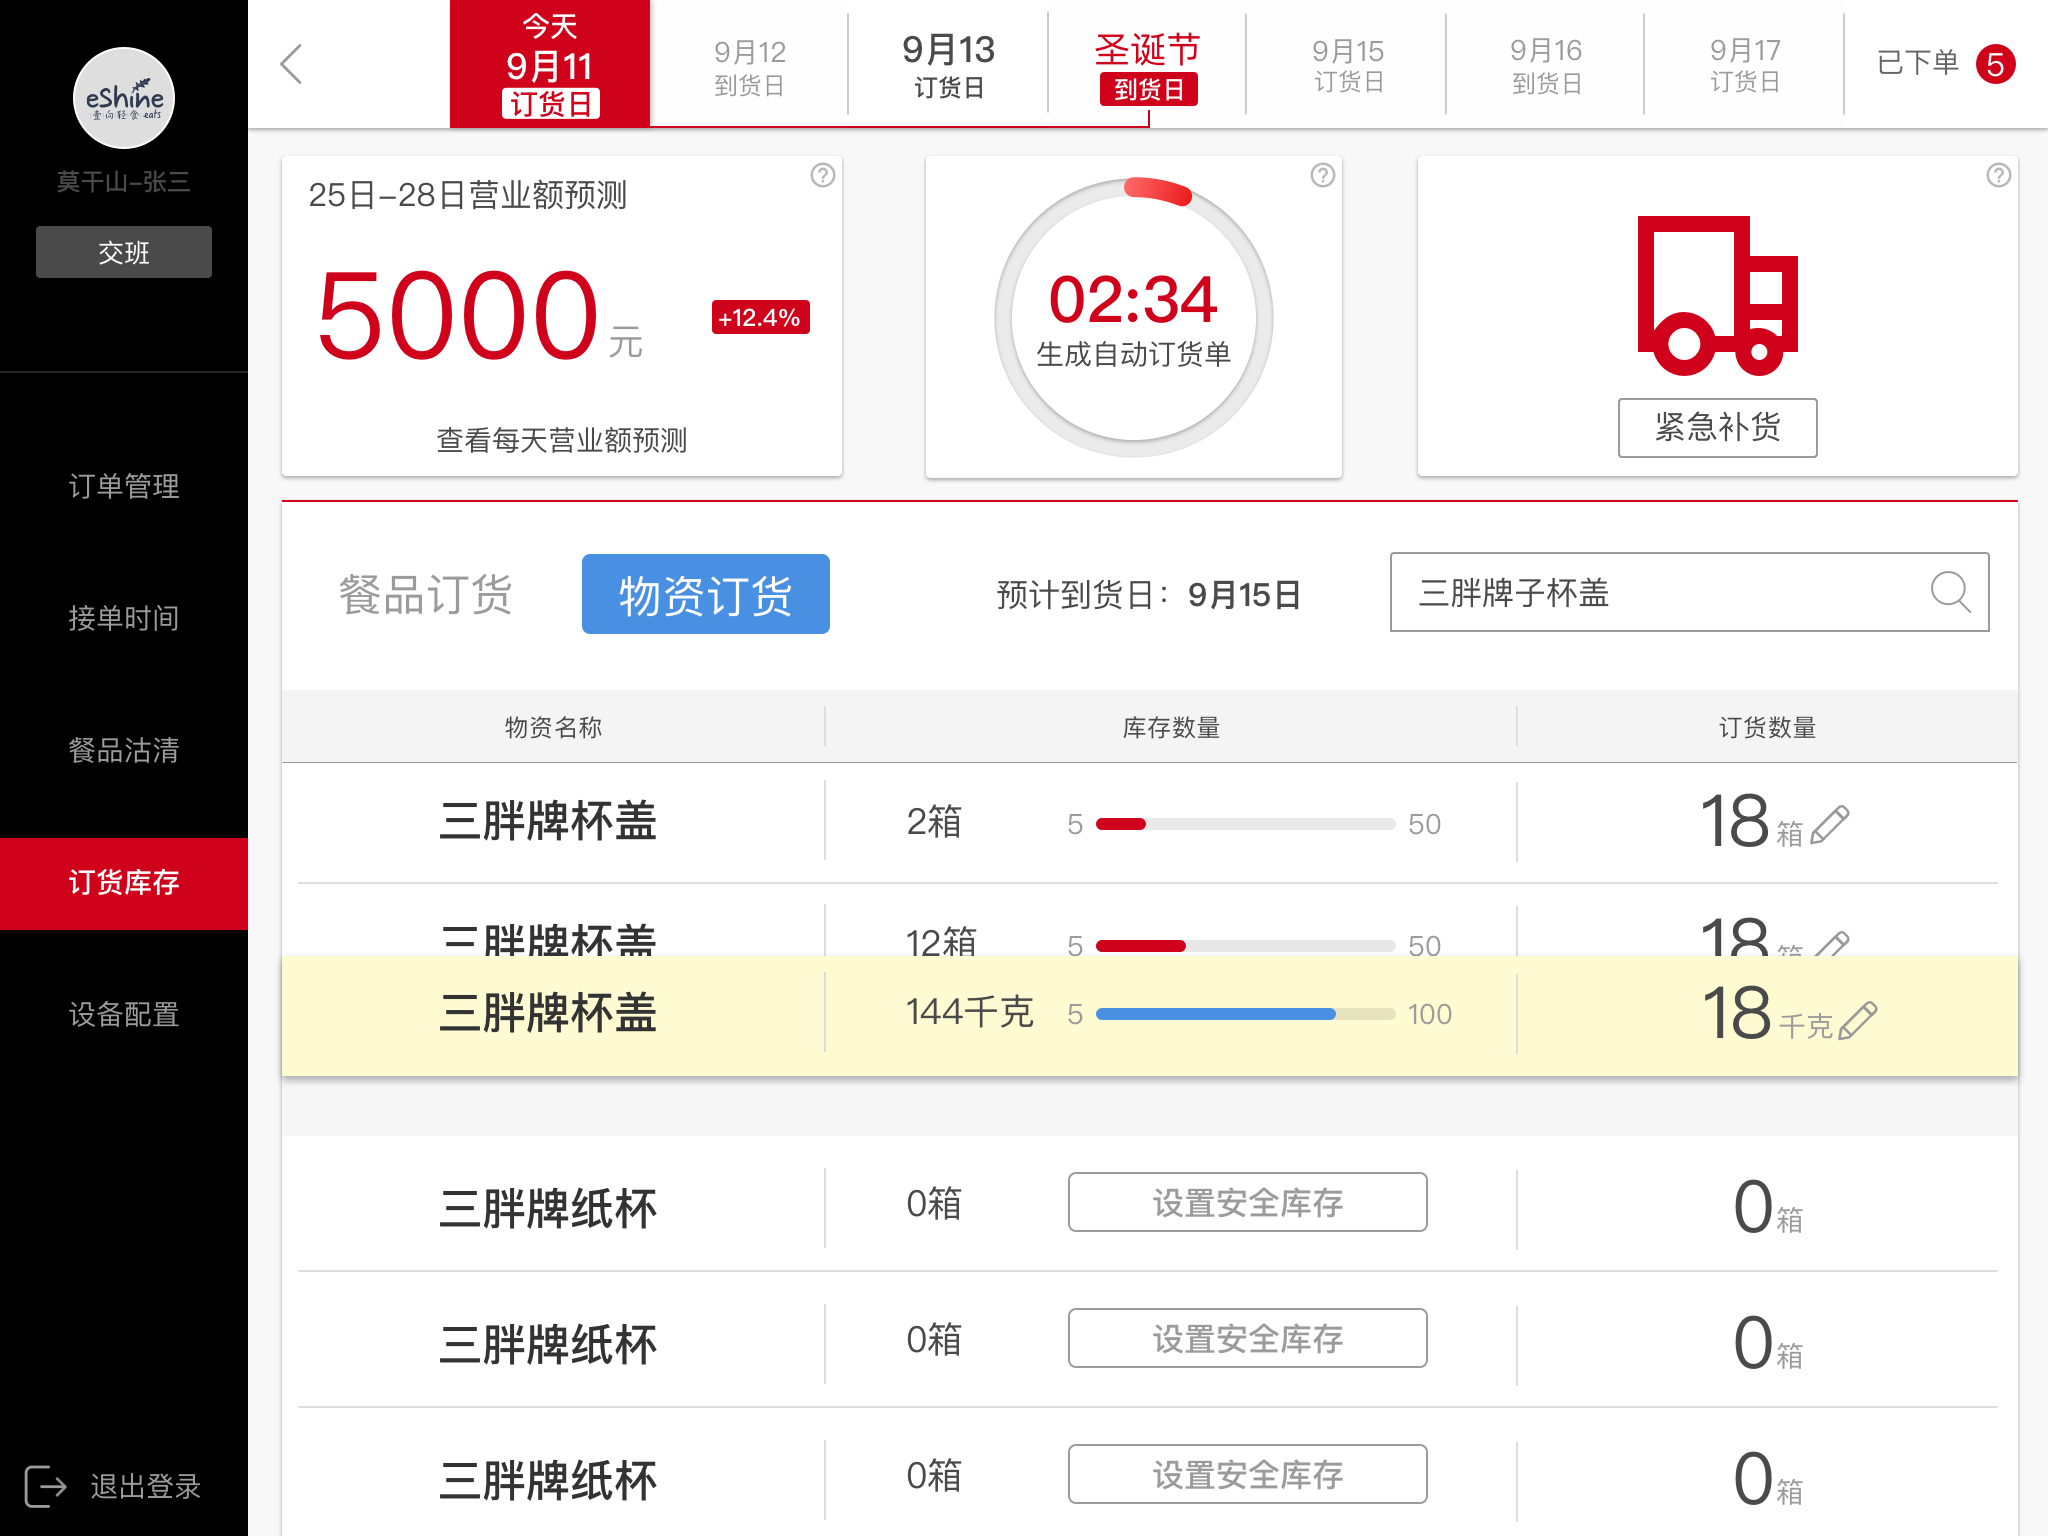 eShine
壹向轻食 eats
莫干山-张三
交班
订单管理
接单时间
餐品沽清
订货库存
设备配置
退出登录
今天
9月11
订货日
9月12
到货日
9月13
订货日
圣诞节
到货日
9月15
订货日
9月16
到货日
9月17
订货日
已下单 5
25日-28日营业额预测
5000 元
+12.4%
查看每天营业额预测
02:34
生成自动订货单
紧急补货
餐品订货
物资订货
预计到货日：9月15日
三胖牌子杯盖
物资名称 库存数量 订货数量
三胖牌杯盖 2箱 5 50 18 箱
三胖牌杯盖 12箱 5 50 18 箱
三胖牌杯盖 144千克 5 100 18 千克
三胖牌纸杯 0箱 设置安全库存 0 箱
三胖牌纸杯 0箱 设置安全库存 0 箱
三胖牌纸杯 0箱 设置安全库存 0 箱